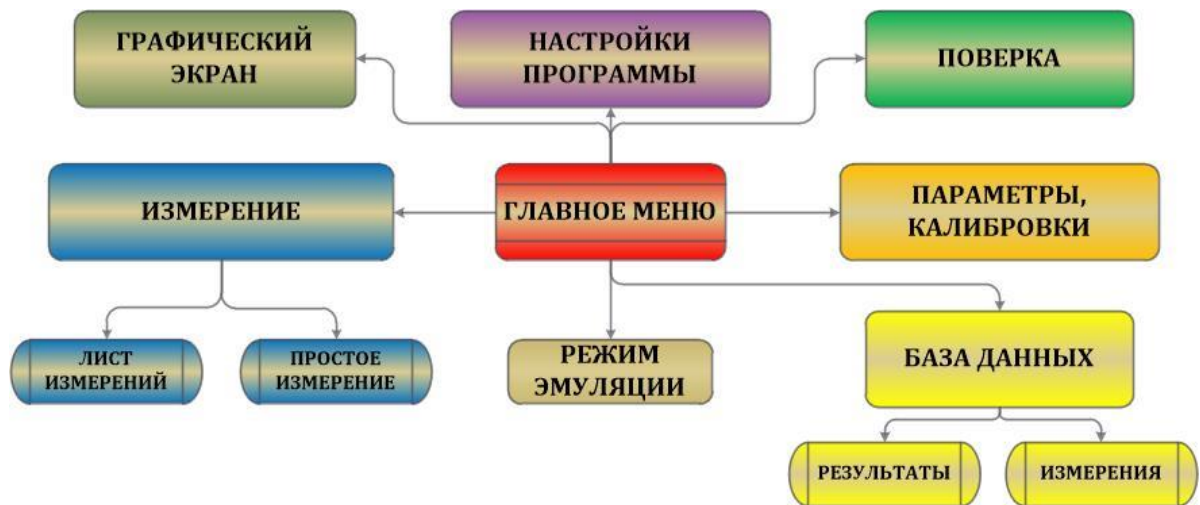 ГРАФИЧЕСКИЙ
ЭКРАН
НАСТРОЙКИ
ПРОГРАММЫ
ПОВЕРКА
ИЗМЕРЕНИЕ
ГЛАВНОЕ МЕНЮ
ПАРАМЕТРЫ,
КАЛИБРОВКИ
ЛИСТ
ИЗМЕРЕНИЙ
ПРОСТОЕ
ИЗМЕРЕНИЕ
РЕЖИМ
ЭМУЛЯЦИИ
БАЗА ДАННЫХ
РЕЗУЛЬТАТЫ
ИЗМЕРЕНИЯ